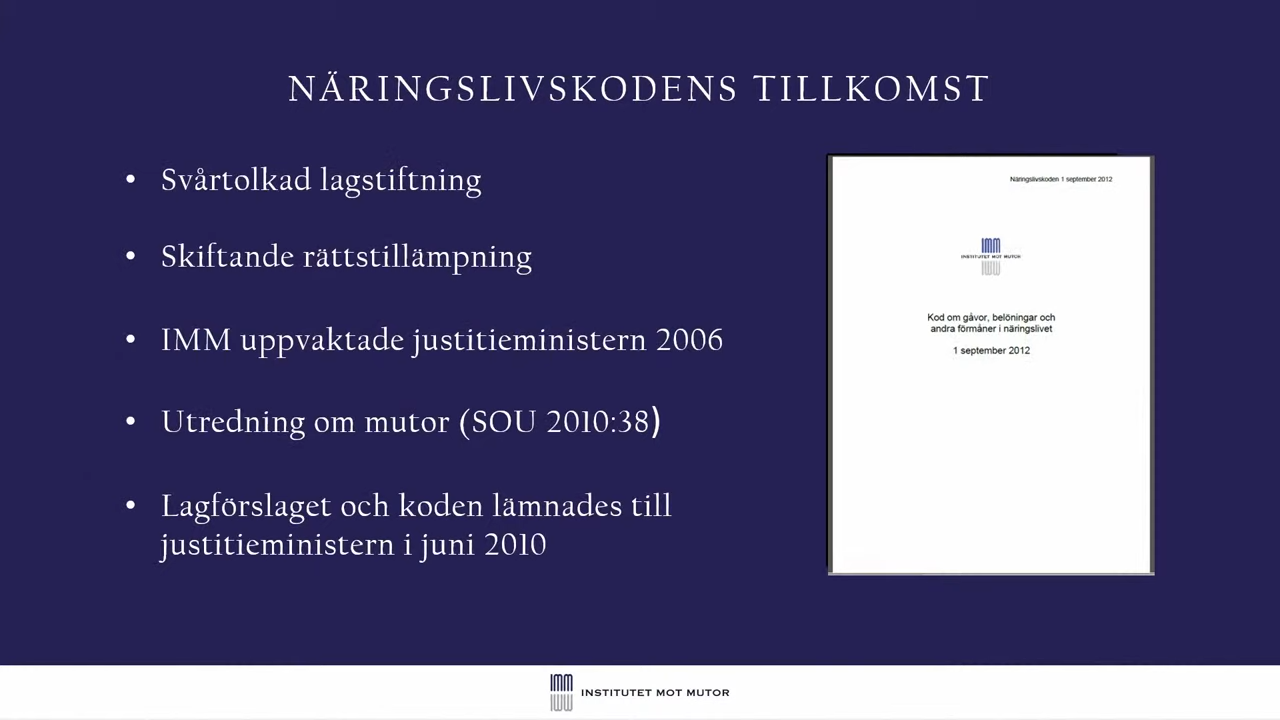 NÄRINGSLIVSKODENS TILLKOMST
• Svårtolkad lagstiftning
• Skiftande rättstillämpning
• IMM uppvaktade justitieministern 2006
• Utredning om mutor (SOU 2010:38)
• Lagförslaget och koden lämnades till
justitieministern i juni 2010
Näringslivskoden 1 september 2012
IMM
INSTITUTET MOT MUTOR
Kod om gåvor, belöningar och
andra förmåner i näringslivet
1 september 2012
IMM
INSTITUTET MOT MUTOR